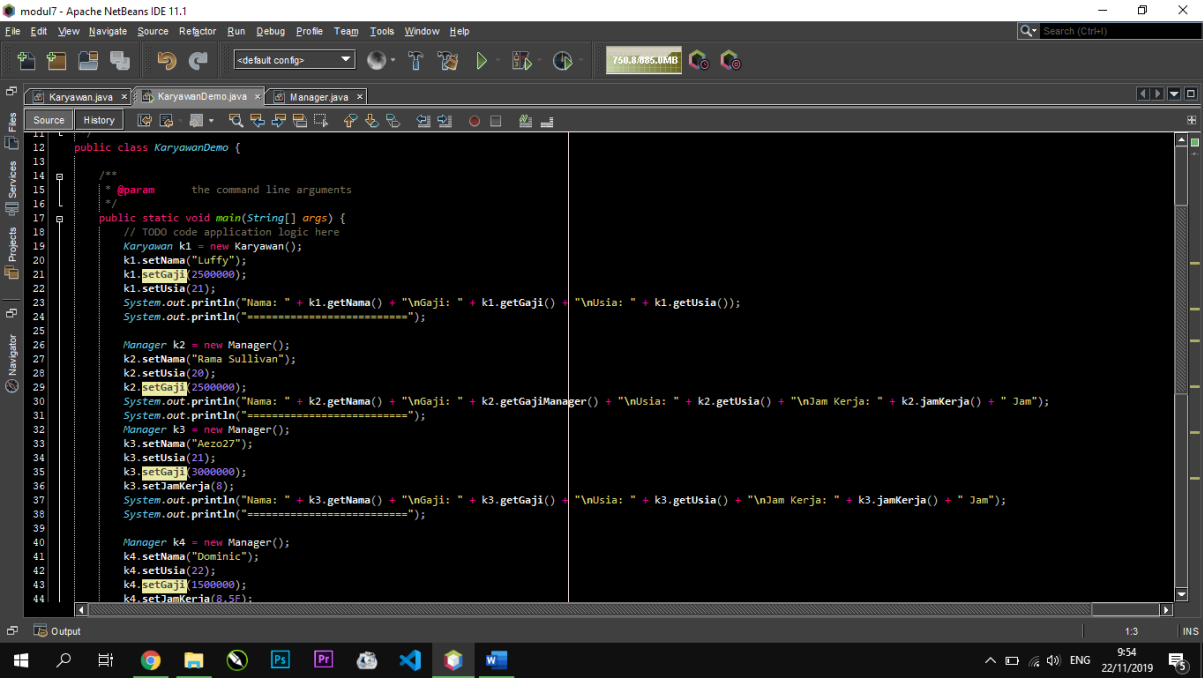 modul7 - Apache NetBeans IDE 11.1
File Edit View Navigate Source Refactor Run Debug Profile Team Tools Window Help
Search (Ctrl+I)
<default config>
750.8/885.0MB
Karyawan.java × KaryawanDemo.java × Manager.java ×
Source History
Files
Services
Projects
Navigator
11 */
12 public class KaryawanDemo {
13
14 /**
15 * @param the command line arguments
16 */
17 public static void main(String[] args) {
18 // TODO code application logic here
19 Karyawan k1 = new Karyawan();
20 k1.setNama("Luffy");
21 k1.setGaji(2500000);
22 k1.setUsia(21);
23 System.out.println("Nama: " + k1.getNama() + "\nGaji: " + k1.getGaji() + "\nUsia: " + k1.getUsia());
24 System.out.println("==========================");
25
26 Manager k2 = new Manager();
27 k2.setNama("Rama Sullivan");
28 k2.setUsia(20);
29 k2.setGaji(2500000);
30 System.out.println("Nama: " + k2.getNama() + "\nGaji: " + k2.getGajiManager() + "\nUsia: " + k2.getUsia() + "\nJam Kerja: " + k2.jamKerja() + " Jam");
31 System.out.println("==========================");
32 Manager k3 = new Manager();
33 k3.setNama("Aezo27");
34 k3.setUsia(21);
35 k3.setGaji(3000000);
36 k3.setJamKerja(8);
37 System.out.println("Nama: " + k3.getNama() + "\nGaji: " + k3.getGaji() + "\nUsia: " + k3.getUsia() + "\nJam Kerja: " + k3.jamKerja() + " Jam");
38 System.out.println("==========================");
39
40 Manager k4 = new Manager();
41 k4.setNama("Dominic");
42 k4.setUsia(22);
43 k4.setGaji(1500000);
44 k4.setJamKerja(8.5F);
Output
1:3 INS
Ps Pr W
ENG
9:54
22/11/2019
5